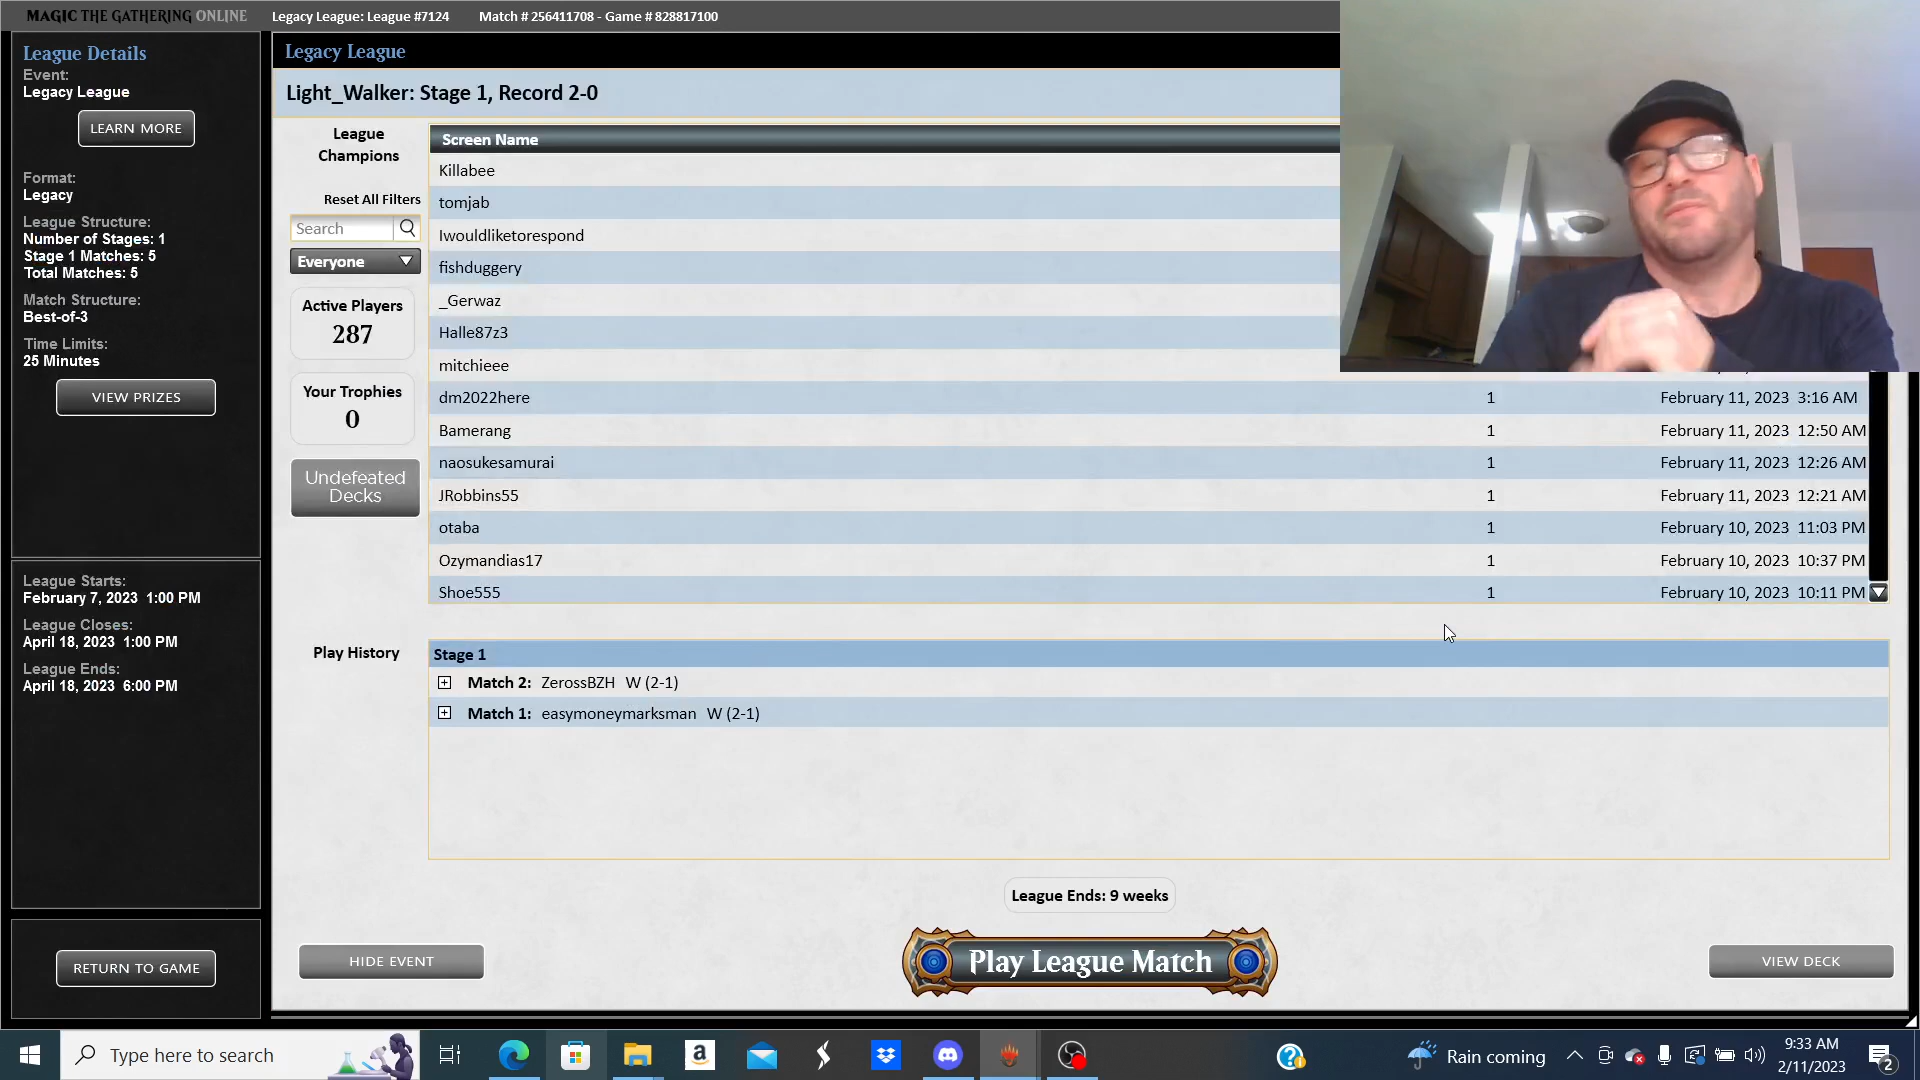 MAGIC THE GATHERING ONLINE
Legacy League: League #7124
Match # 256411708 - Game # 828817100
League Details
Event:
Legacy League
LEARN MORE
Format:
Legacy
League Structure:
Number of Stages: 1
Stage 1 Matches: 5
Total Matches: 5
Match Structure:
Best-of-3
Time Limits:
25 Minutes
VIEW PRIZES
League Starts:
February 7, 2023 1:00 PM
League Closes:
April 18, 2023 1:00 PM
League Ends:
April 18, 2023 6:00 PM
RETURN TO GAME
Legacy League
Light_Walker: Stage 1, Record 2-0
League
Champions
Reset All Filters
Search
Everyone
Active Players
287
Your Trophies
0
Undefeated
Decks
Screen Name
Killabee
tomjab
Iwouldliketorespond
fishduggery
_Gerwaz
Halle87z3
mitchieee
dm2022here 1 February 11, 2023 3:16 AM
Bamerang 1 February 11, 2023 12:50 AM
naosukesamurai 1 February 11, 2023 12:26 AM
JRobbins55 1 February 11, 2023 12:21 AM
otaba 1 February 10, 2023 11:03 PM
Ozymandias17 1 February 10, 2023 10:37 PM
Shoe555 1 February 10, 2023 10:11 PM
Play History
Stage 1
Match 2: ZerossBZH W (2-1)
Match 1: easymoneymarksman W (2-1)
League Ends: 9 weeks
HIDE EVENT
Play League Match
VIEW DECK
Type here to search
Rain coming
9:33 AM
2/11/2023
2